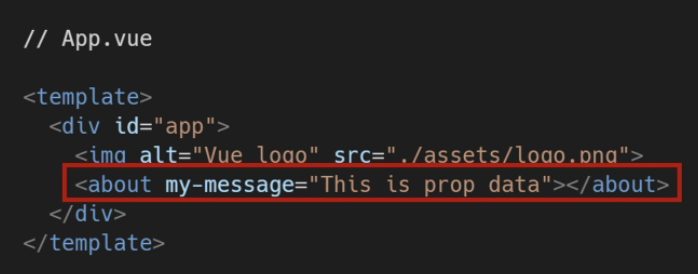 // App.vue
<template>
<div id="app">
<img alt="Vue logo" src="./assets/logo.png">
<about my-message="This is prop data"></about>
</div>
</template>